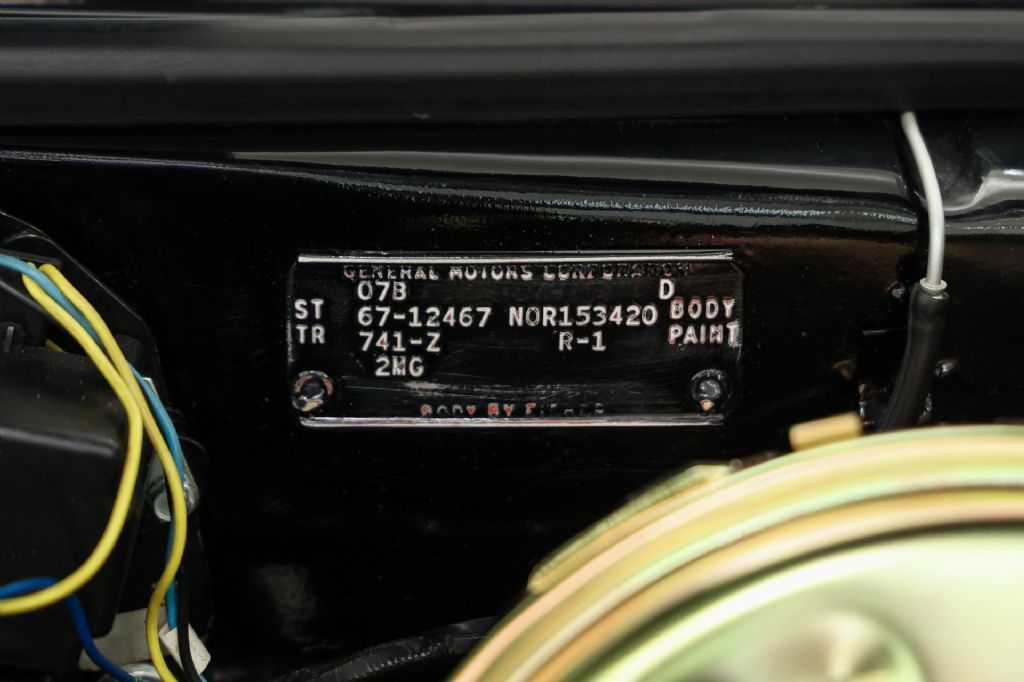 GENERAL MOTORS CORPORATION
07B D
ST 67-12467 NOR153420 BODY
TR 741-Z R-1 PAINT
2MG
BODY BY FISHER